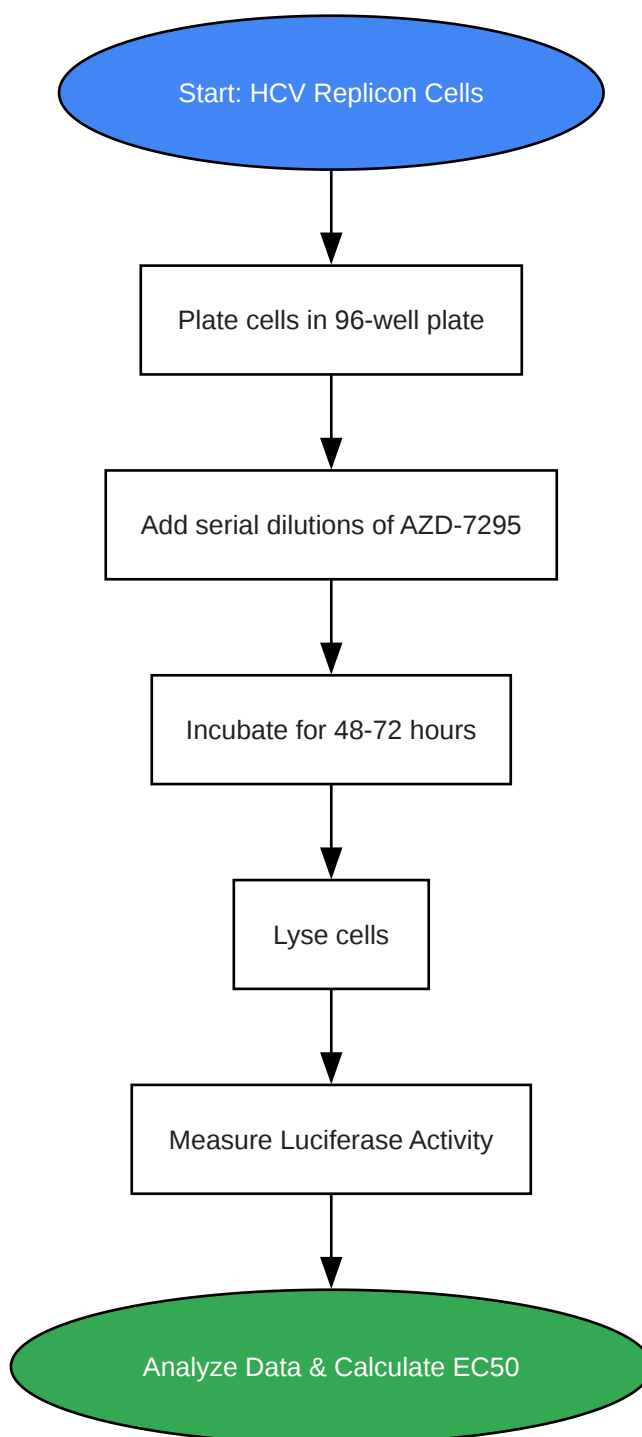 Start: HCV Replicon Cells
Plate cells in 96-well plate
Add serial dilutions of AZD-7295
Incubate for 48-72 hours
Lyse cells
Measure Luciferase Activity
Analyze Data & Calculate EC50